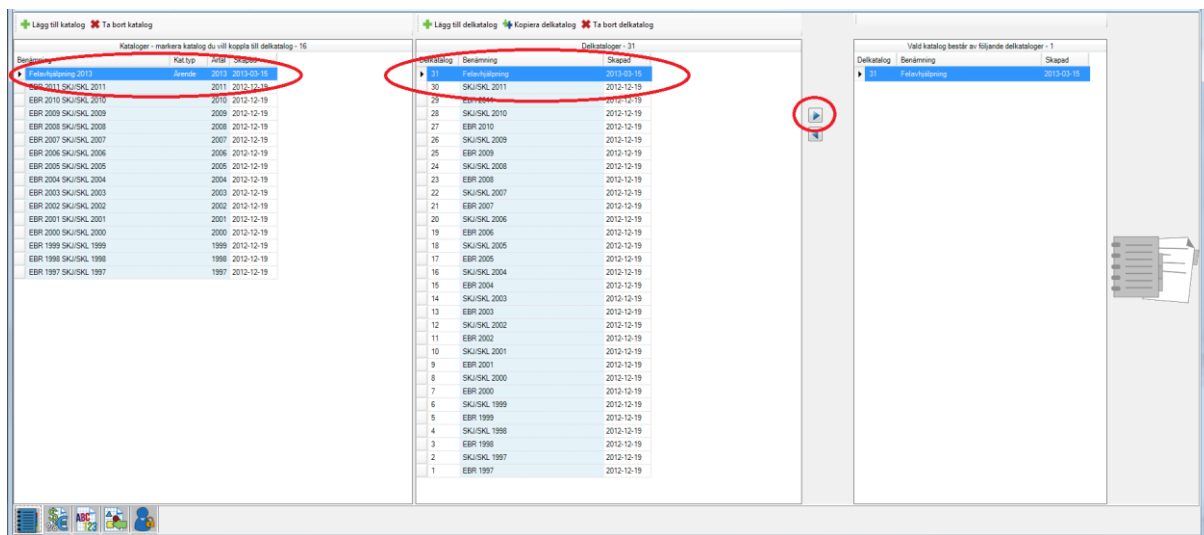 Lägg till katalog Ta bort katalog
Lägg till delkatalog Kopiera delkatalog Ta bort delkatalog
Kataloger - markera katalog du vill koppla till delkatalog - 16
Benämning Kat.typ Årtal Skapad
Felavhjälpning 2013 Ärende 2013 2013-03-15
EBR 2011 SKJ/SKL 2011 2011 2012-12-19
EBR 2010 SKJ/SKL 2010 2010 2012-12-19
EBR 2009 SKJ/SKL 2009 2009 2012-12-19
EBR 2008 SKJ/SKL 2008 2008 2012-12-19
EBR 2007 SKJ/SKL 2007 2007 2012-12-19
EBR 2006 SKJ/SKL 2006 2006 2012-12-19
EBR 2005 SKJ/SKL 2005 2005 2012-12-19
EBR 2004 SKJ/SKL 2004 2004 2012-12-19
EBR 2003 SKJ/SKL 2003 2003 2012-12-19
EBR 2002 SKJ/SKL 2002 2002 2012-12-19
EBR 2001 SKJ/SKL 2001 2001 2012-12-19
EBR 2000 SKJ/SKL 2000 2000 2012-12-19
EBR 1999 SKJ/SKL 1999 1999 2012-12-19
EBR 1998 SKJ/SKL 1998 1998 2012-12-19
EBR 1997 SKJ/SKL 1997 1997 2012-12-19
Delkataloger - 31
Delkatalog Benämning Skapad
31 Felavhjälpning 2013-03-15
30 SKJ/SKL 2011 2012-12-19
29 EBR 2011 2012-12-19
28 SKJ/SKL 2010 2012-12-19
27 EBR 2010 2012-12-19
26 SKJ/SKL 2009 2012-12-19
25 EBR 2009 2012-12-19
24 SKJ/SKL 2008 2012-12-19
23 EBR 2008 2012-12-19
22 SKJ/SKL 2007 2012-12-19
21 EBR 2007 2012-12-19
20 SKJ/SKL 2006 2012-12-19
19 EBR 2006 2012-12-19
18 SKJ/SKL 2005 2012-12-19
17 EBR 2005 2012-12-19
16 SKJ/SKL 2004 2012-12-19
15 EBR 2004 2012-12-19
14 SKJ/SKL 2003 2012-12-19
13 EBR 2003 2012-12-19
12 SKJ/SKL 2002 2012-12-19
11 EBR 2002 2012-12-19
10 SKJ/SKL 2001 2012-12-19
9 EBR 2001 2012-12-19
8 SKJ/SKL 2000 2012-12-19
7 EBR 2000 2012-12-19
6 SKJ/SKL 1999 2012-12-19
5 EBR 1999 2012-12-19
4 SKJ/SKL 1998 2012-12-19
3 EBR 1998 2012-12-19
2 SKJ/SKL 1997 2012-12-19
1 EBR 1997 2012-12-19
Vald katalog består av följande delkataloger - 1
Delkatalog Benämning Skapad
31 Felavhjälpning 2013-03-15
ABC
123